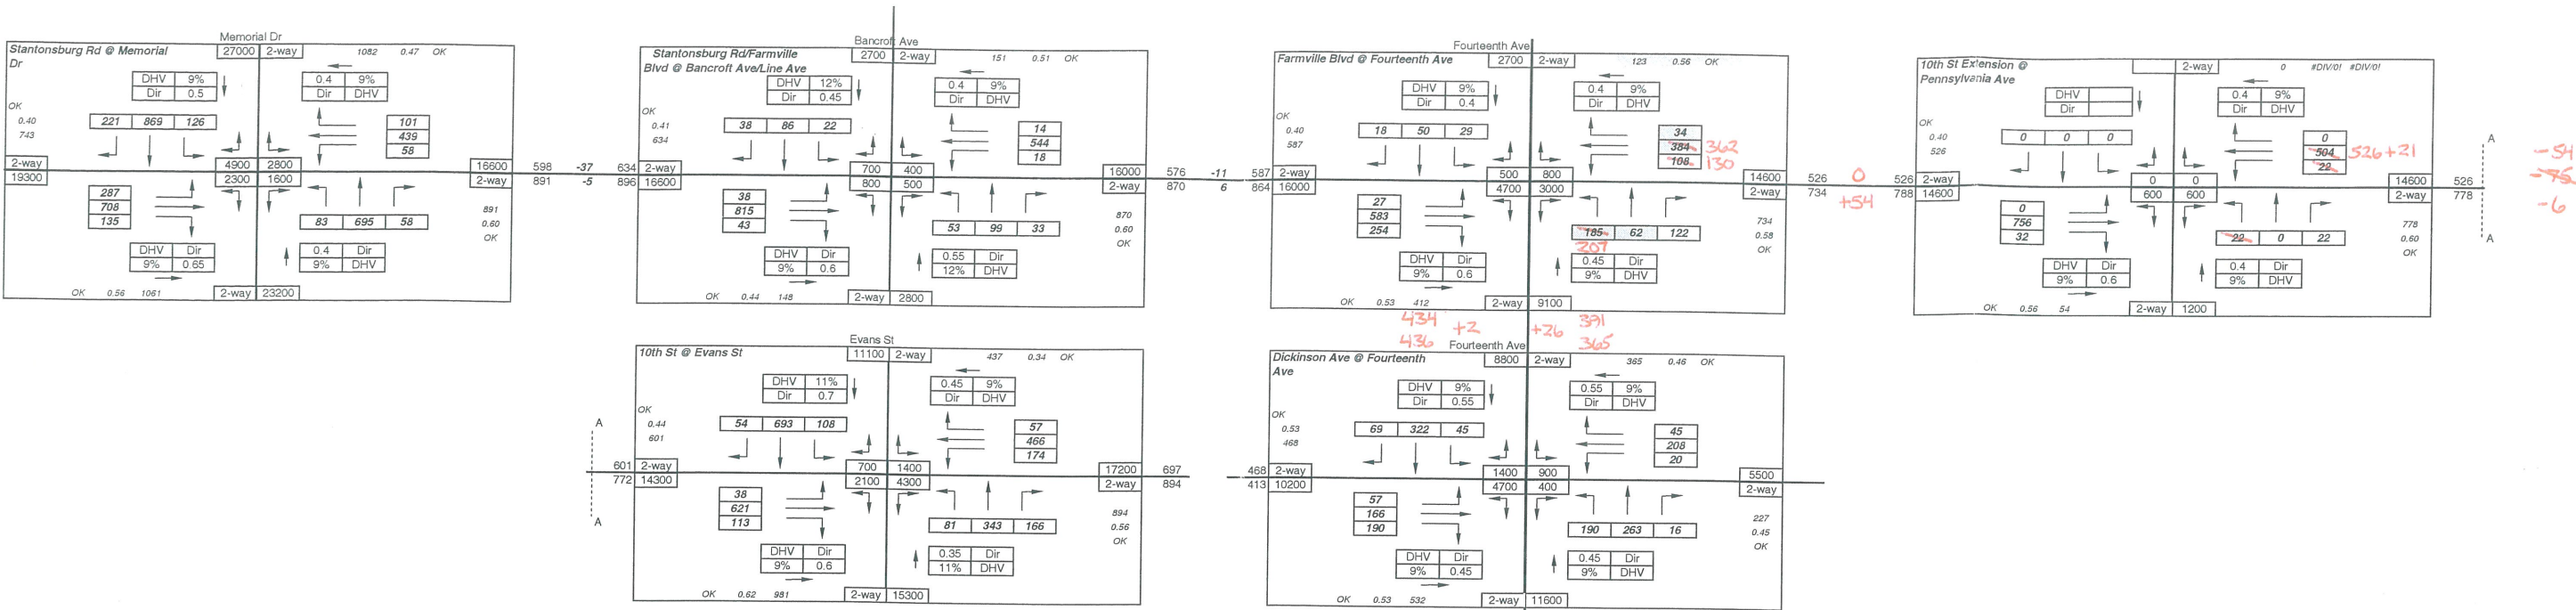 Memorial Dr
Stantonsburg Rd @ Memorial Dr
27000 2-way 1082 0.47 OK
DHV 9%
Dir 0.5
0.4 9%
Dir DHV
OK
0.40
743
221 869 126
101
439
58
2-way
19300
4900 2800
2300 1600
16600
2-way
598 -37 634
891 -5 896
287
708
135
83 695 58
891
0.60
OK
DHV Dir
9% 0.65
0.4 Dir
9% DHV
OK 0.56 1061 2-way 23200
Bancroft Ave
Stantonsburg Rd/Farmville
Blvd @ Bancroft Ave/Line Ave
2700 2-way 151 0.51 OK
DHV 12%
Dir 0.45
0.4 9%
Dir DHV
OK
0.41
634
38 86 22
14
544
18
2-way
16600
700 400
800 500
16000
2-way
576 -11 587
870 6 864
38
815
43
53 99 33
870
0.60
OK
DHV Dir
9% 0.6
0.55 Dir
12% DHV
OK 0.44 148 2-way 2800
Fourteenth Ave
Farmville Blvd @ Fourteenth Ave
2700 2-way 123 0.56 OK
DHV 9%
Dir 0.4
0.4 9%
Dir DHV
OK
0.40
587
18 50 29
34
384 362
108 130
2-way
16000
500 800
4700 3000
14600
2-way
526 0 526
734 +54 788
27
583
254
185 62 122
207
734
0.58
OK
DHV Dir
9% 0.6
0.45 Dir
9% DHV
OK 0.53 412 2-way 9100
434 +2 +26 391
436 365
10th St Extension @
Pennsylvania Ave
2-way 0 #DIV/0! #DIV/0!
DHV
Dir
0.4 9%
Dir DHV
OK
0.40
526
0 0 0
0
504 526+21
22
2-way
14600
0 0
600 600
14600
2-way
526
778
A
A
-54
-75
-6
0
756
32
22 0 22
778
0.60
OK
DHV Dir
9% 0.6
0.4 Dir
9% DHV
OK 0.56 54 2-way 1200
Evans St
10th St @ Evans St
11100 2-way 437 0.34 OK
DHV 11%
Dir 0.7
0.45 9%
Dir DHV
OK
0.44
601
A
A
54 693 108
57
466
174
601 2-way
772 14300
700 1400
2100 4300
17200 697
2-way 894
38
621
113
81 343 166
894
0.56
OK
DHV Dir
9% 0.6
0.35 Dir
11% DHV
OK 0.62 981 2-way 15300
Fourteenth Ave
Dickinson Ave @ Fourteenth
Ave
8800 2-way 365 0.46 OK
DHV 9%
Dir 0.55
0.55 9%
Dir DHV
OK
0.53
468
69 322 45
45
208
20
468 2-way
413 10200
1400 900
4700 400
5500
2-way
57
166
190
190 263 16
227
0.45
OK
DHV Dir
9% 0.45
0.45 Dir
9% DHV
OK 0.53 532 2-way 11600